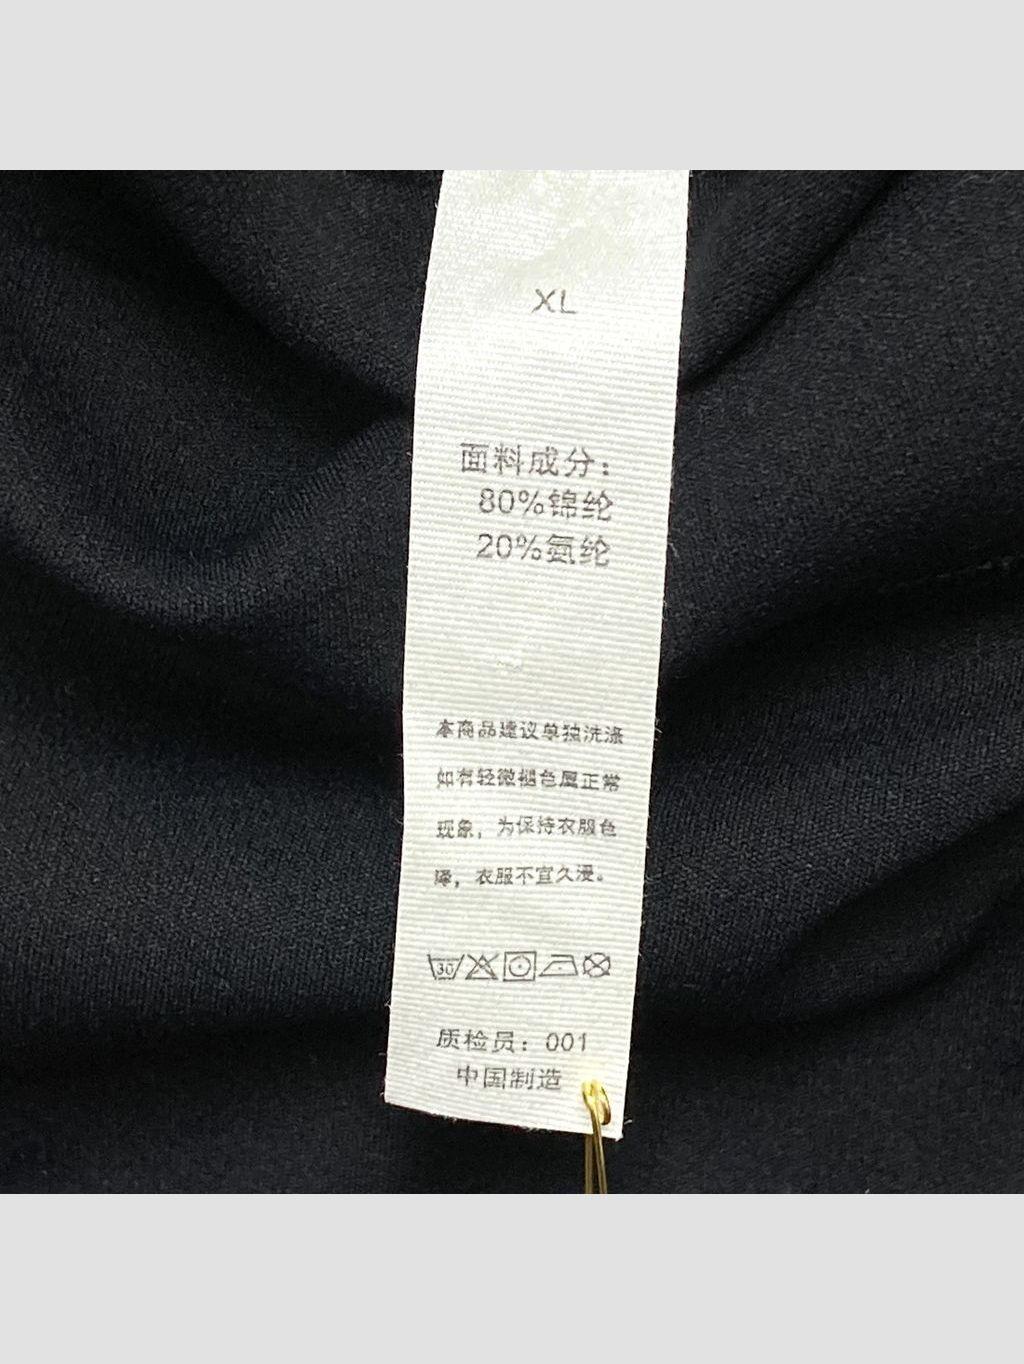 XL
面料成分：
80%锦纶
20%氨纶
本商品建议单独洗涤
如有轻微褪色属正常
现象，为保持衣服色
泽，衣服不宜久浸。
30
质检员：001
中国制造